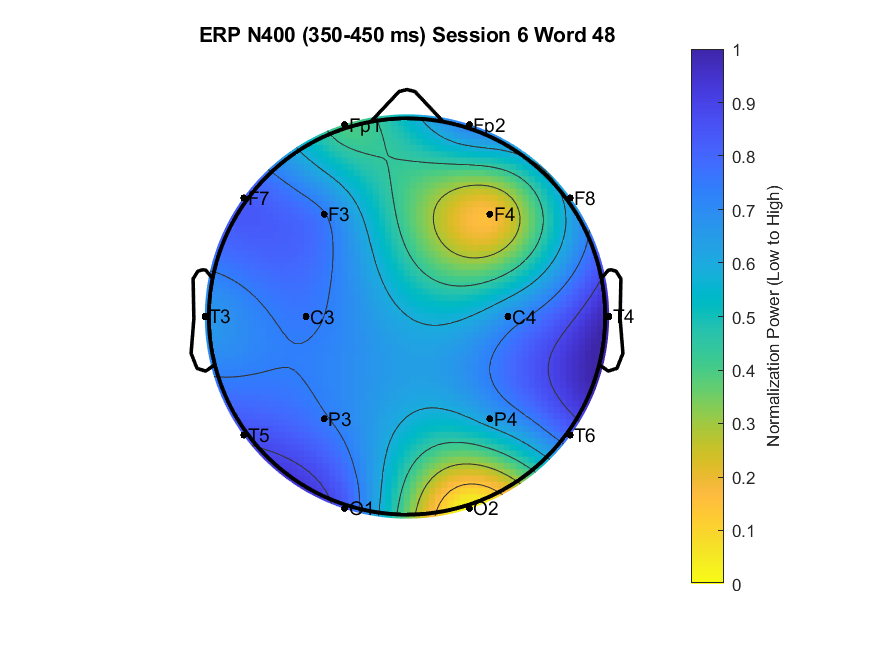 ERP N400 (350-450 ms) Session 6 Word 48
Fp1
Fp2
F7
F3
F4
F8
T3
C3
C4
T4
T5
P3
P4
T6
O1
O2
1
0.9
0.8
0.7
0.6
0.5
0.4
0.3
0.2
0.1
0
Normalization Power (Low to High)